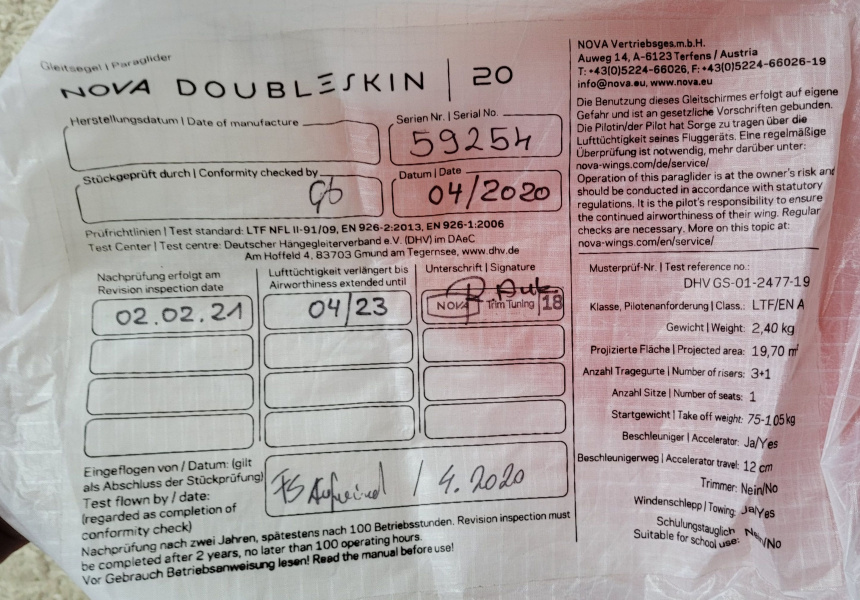 Gleitsegel | Paraglider
NOVA DOUBLESKIN | 20
Herstellungsdatum | Date of manufacture
Serien Nr. | Serial No.
59254
Stückgeprüft durch | Conformity checked by
Datum | Date
04/2020
Prüfrichtlinien | Test standard: LTF NFL II-91/09, EN 926-2:2013, EN 926-1:2006
Test Center | Test centre: Deutscher Hängegleiterverband e.V. (DHV) im DAeC
Am Hoffeld 4, 83703 Gmund am Tegernsee, www.dhv.de
Nachprüfung erfolgt am
Revision inspection date
Lufttüchtigkeit verlängert bis
Airworthiness extended until
Unterschrift | Signature
02.02.21
04/23
NOVA Trim Tuning 18
Eingeflogen von / Datum: (gilt
als Abschluss der Stückprüfung)
Test flown by / date:
(regarded as completion of
conformity check)
/ 4.2020
Nachprüfung nach zwei Jahren, spätestens nach 100 Betriebsstunden. Revision inspection must
be completed after 2 years, no later than 100 operating hours.
Vor Gebrauch Betriebsanweisung lesen! Read the manual before use!
NOVA Vertriebsges.m.b.H.
Auweg 14, A-6123 Terfens / Austria
T: +43(0)5224-66026, F: +43(0)5224-66026-19
info@nova.eu, www.nova.eu
Die Benutzung dieses Gleitschirmes erfolgt auf eigene
Gefahr und ist an gesetzliche Vorschriften gebunden.
Die Pilotin/der Pilot hat Sorge zu tragen über die
Lufttüchtigkeit seines Fluggeräts. Eine regelmäßige
Überprüfung ist notwendig, mehr darüber unter:
nova-wings.com/de/service/
Operation of this paraglider is at the owner's risk and
should be conducted in accordance with statutory
regulations. It is the pilot's responsibility to ensure
the continued airworthiness of their wing. Regular
checks are necessary. More on this topic at:
nova-wings.com/en/service/
Musterprüf-Nr. | Test reference no.:
DHV GS-01-2477-19
Klasse, Pilotenanforderung | Class.: LTF/EN A
Gewicht | Weight: 2,40 kg
Projizierte Fläche | Projected area: 19,70 m²
Anzahl Tragegurte | Number of risers: 3+1
Anzahl Sitze | Number of seats: 1
Startgewicht | Take off weight: 75-105kg
Beschleuniger | Accelerator: Ja/Yes
Beschleunigerweg | Accelerator travel: 12 cm
Trimmer: Nein/No
Windenschlepp | Towing: Ja/Yes
Schulungstauglich
Suitable for school use: Nein/No